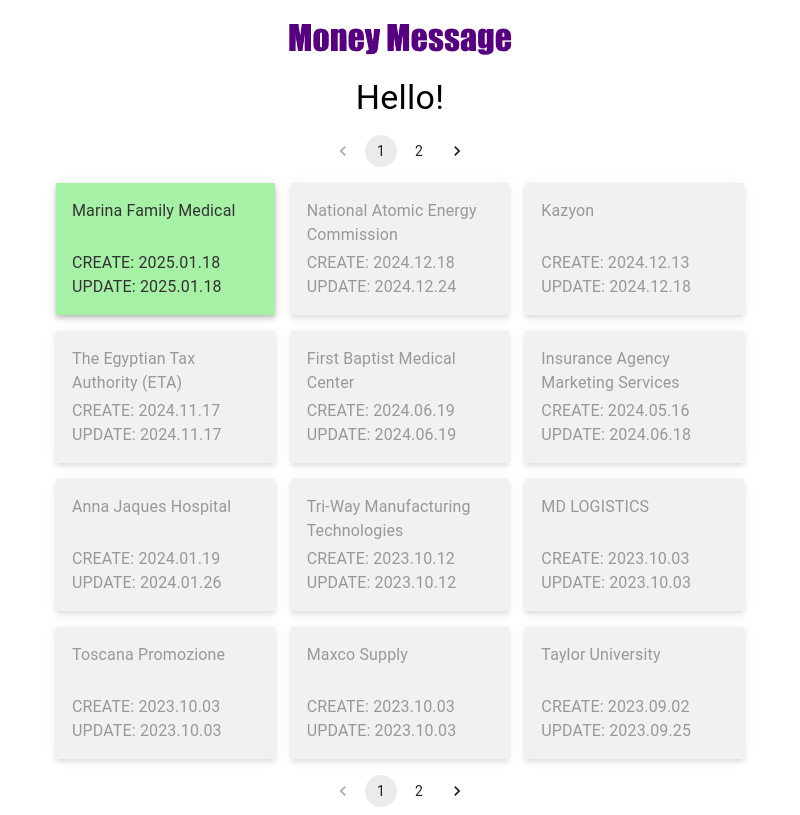 Money Message
Hello!
1 2
Marina Family Medical
CREATE: 2025.01.18
UPDATE: 2025.01.18
National Atomic Energy
Commission
CREATE: 2024.12.18
UPDATE: 2024.12.24
Kazyon
CREATE: 2024.12.13
UPDATE: 2024.12.18
The Egyptian Tax
Authority (ETA)
CREATE: 2024.11.17
UPDATE: 2024.11.17
First Baptist Medical
Center
CREATE: 2024.06.19
UPDATE: 2024.06.19
Insurance Agency
Marketing Services
CREATE: 2024.05.16
UPDATE: 2024.06.18
Anna Jaques Hospital
CREATE: 2024.01.19
UPDATE: 2024.01.26
Tri-Way Manufacturing
Technologies
CREATE: 2023.10.12
UPDATE: 2023.10.12
MD LOGISTICS
CREATE: 2023.10.03
UPDATE: 2023.10.03
Toscana Promozione
CREATE: 2023.10.03
UPDATE: 2023.10.03
Maxco Supply
CREATE: 2023.10.03
UPDATE: 2023.10.03
Taylor University
CREATE: 2023.09.02
UPDATE: 2023.09.25
1 2